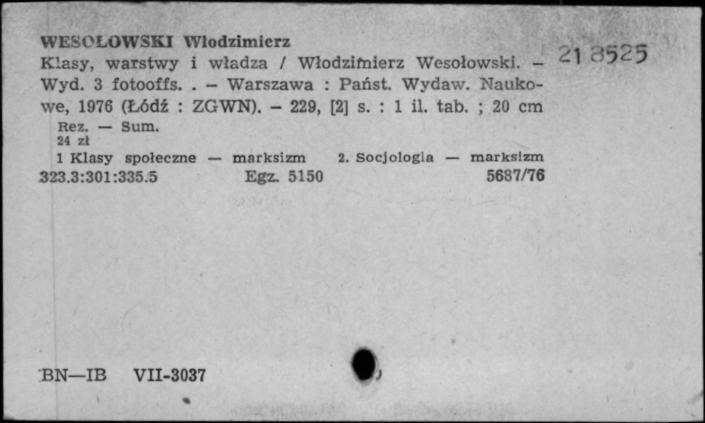 WESOŁOWSKI Włodzimierz
Klasy, warstwy i władza / Włodzimierz Wesołowski. –
21 8525
Wyd. 3 fotooffs. . – Warszawa : Państ. Wydaw. Nauko-
we, 1976 (Łódź : ZGWN). – 229, [2] s. : 1 il. tab. ; 20 cm
Rez. — Sum.
24 zł
1 Klasy społeczne — marksizm 2. Socjologia — marksizm
323.3:301:335.5 Egz. 5150 5687/76
BN—IB VII-3037